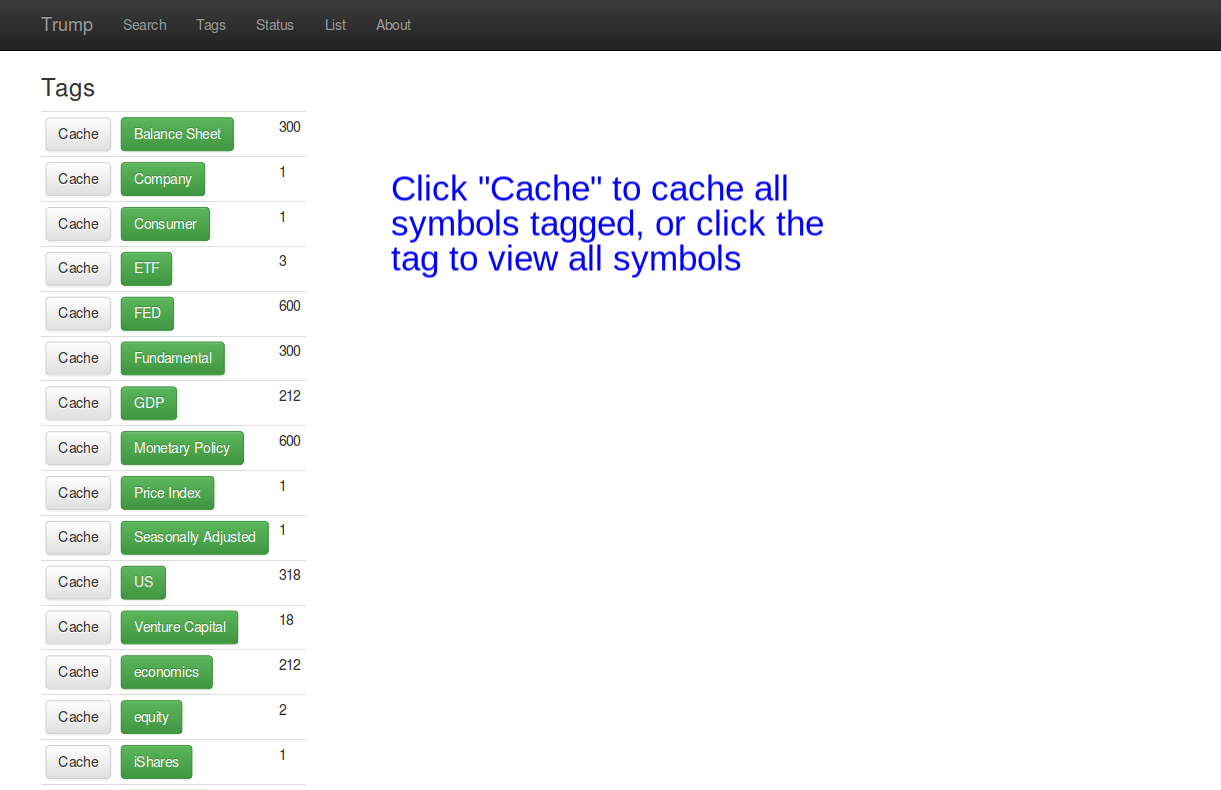 Trump Search Tags Status List About
Tags
Cache Balance Sheet 300
Cache Company 1
Cache Consumer 1
Cache ETF 3
Cache FED 600
Cache Fundamental 300
Cache GDP 212
Cache Monetary Policy 600
Cache Price Index 1
Cache Seasonally Adjusted 1
Cache US 318
Cache Venture Capital 18
Cache economics 212
Cache equity 2
Cache iShares 1
Click "Cache" to cache all
symbols tagged, or click the
tag to view all symbols